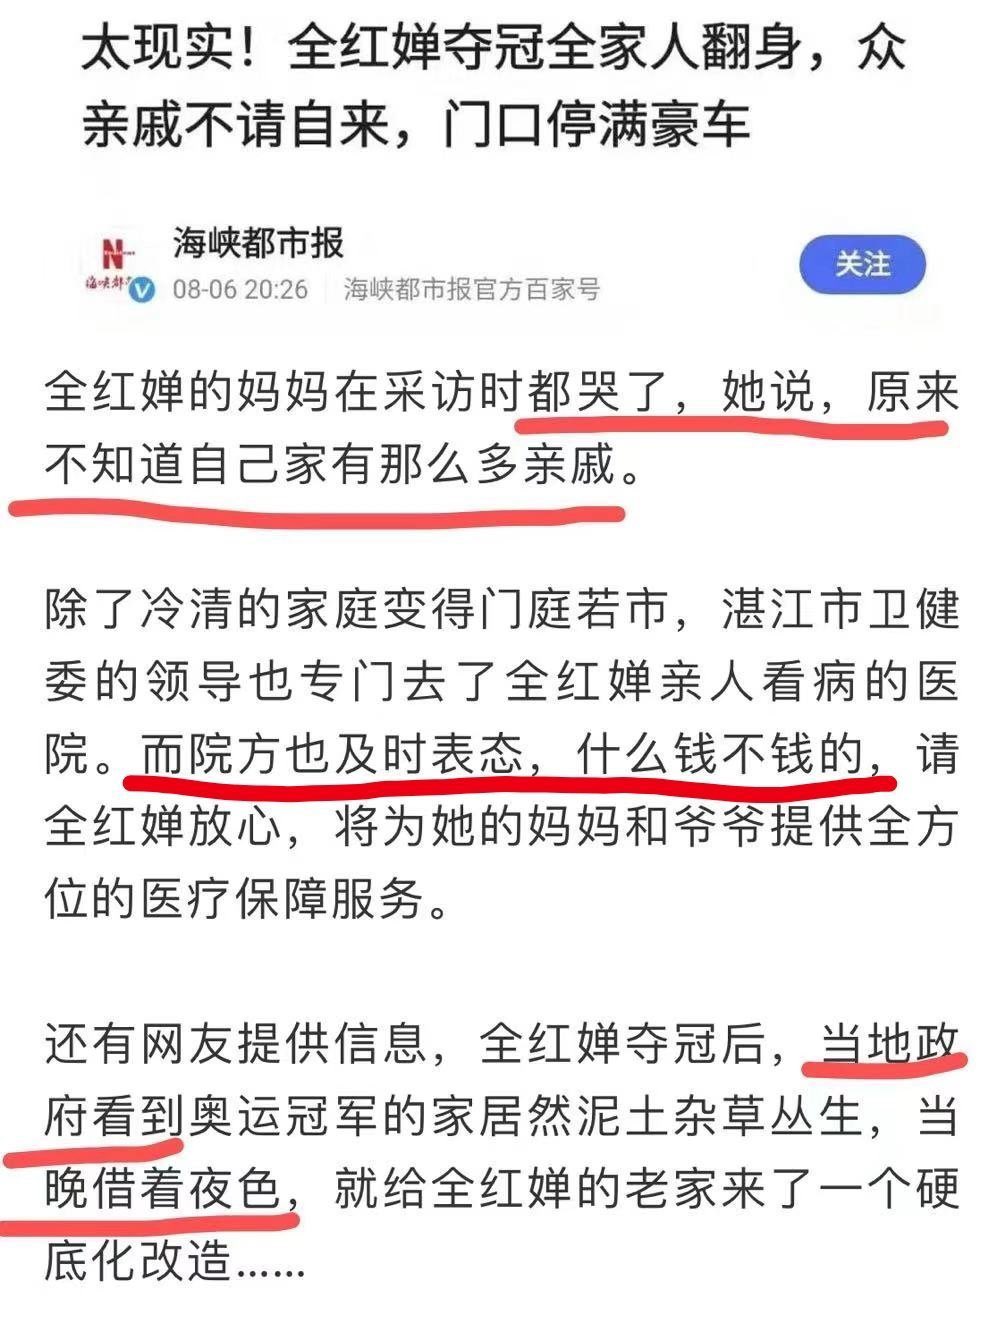 太现实！全红婵夺冠全家人翻身，众
亲戚不请自来，门口停满豪车
N
海峡都市报
08-06 20:26 海峡都市报官方百家号
关注
全红婵的妈妈在采访时都哭了，她说，原来
不知道自己家有那么多亲戚。
除了冷清的家庭变得门庭若市，湛江市卫健
委的领导也专门去了全红婵亲人看病的医
院。而院方也及时表态，什么钱不钱的，请
全红婵放心，将为她的妈妈和爷爷提供全方
位的医疗保障服务。
还有网友提供信息，全红婵夺冠后，当地政
府看到奥运冠军的家居然泥土杂草丛生，当
晚借着夜色，就给全红婵的老家来了一个硬
底化改造……